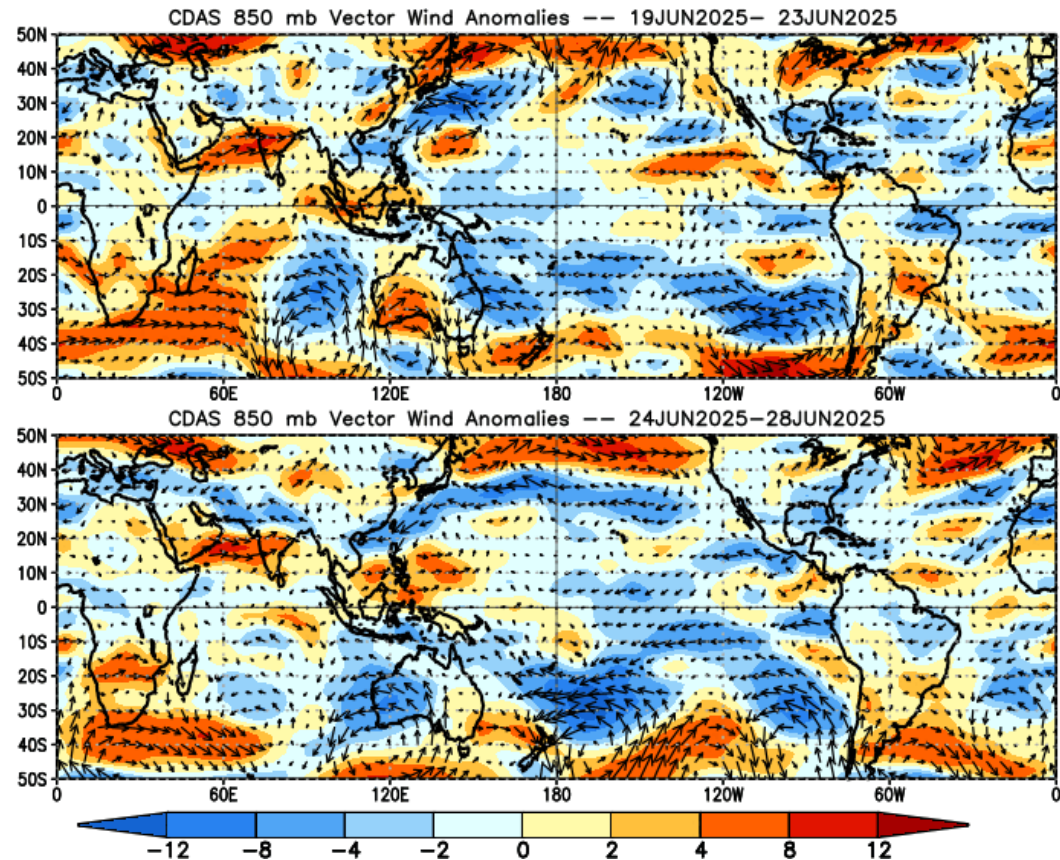 CDAS 850 mb Vector Wind Anomalies -- 19JUN2025- 23JUN2025
50N
40N
30N
20N
10N
0
10S
20S
30S
40S
50S
0 60E 120E 180 120W 60W 0
CDAS 850 mb Vector Wind Anomalies -- 24JUN2025-28JUN2025
50N
40N
30N
20N
10N
0
10S
20S
30S
40S
50S
0 60E 120E 180 120W 60W 0
-12 -8 -4 -2 0 2 4 8 12